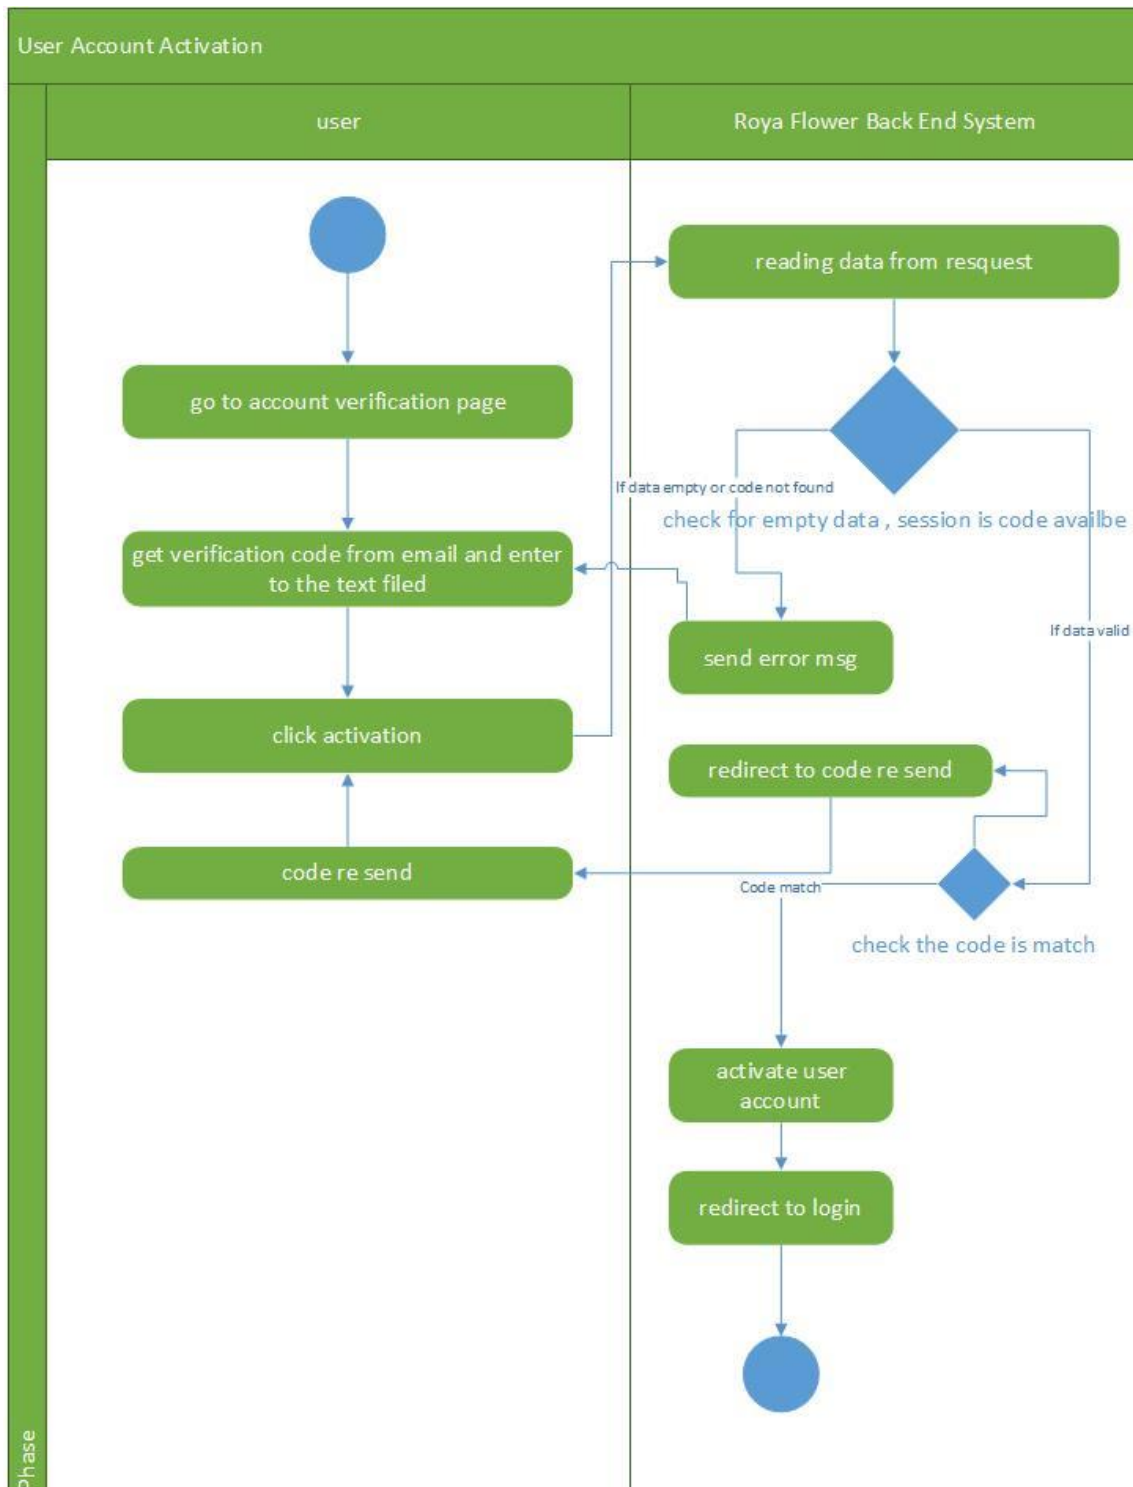 User Account Activation
user
Roya Flower Back End System
reading data from resquest
go to account verification page
If data empty or code not found
check for empty data , session is code availbe
get verification code from email and enter
to the text filed
If data valid
send error msg
click activation
redirect to code re send
code re send
Code match
check the code is match
activate user
account
redirect to login
Phase